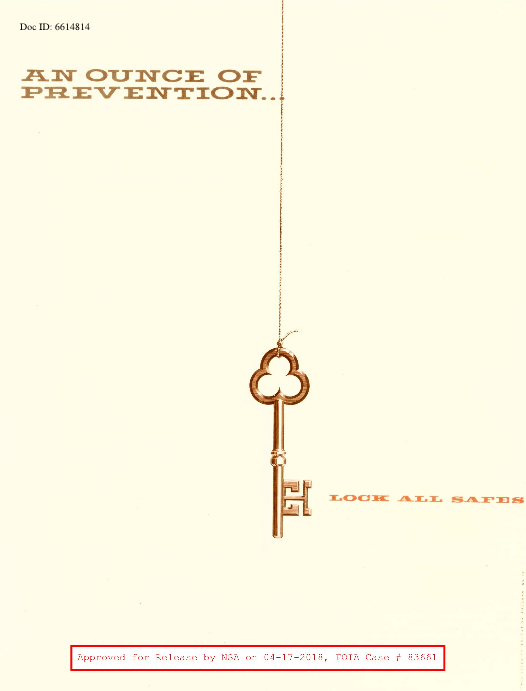 Doc ID: 6614814
AN OUNCE OF
PREVENTION...
LOCK ALL SAFES
Approved for Release by NSA on 04-17-2018, FOIA Case # 83661